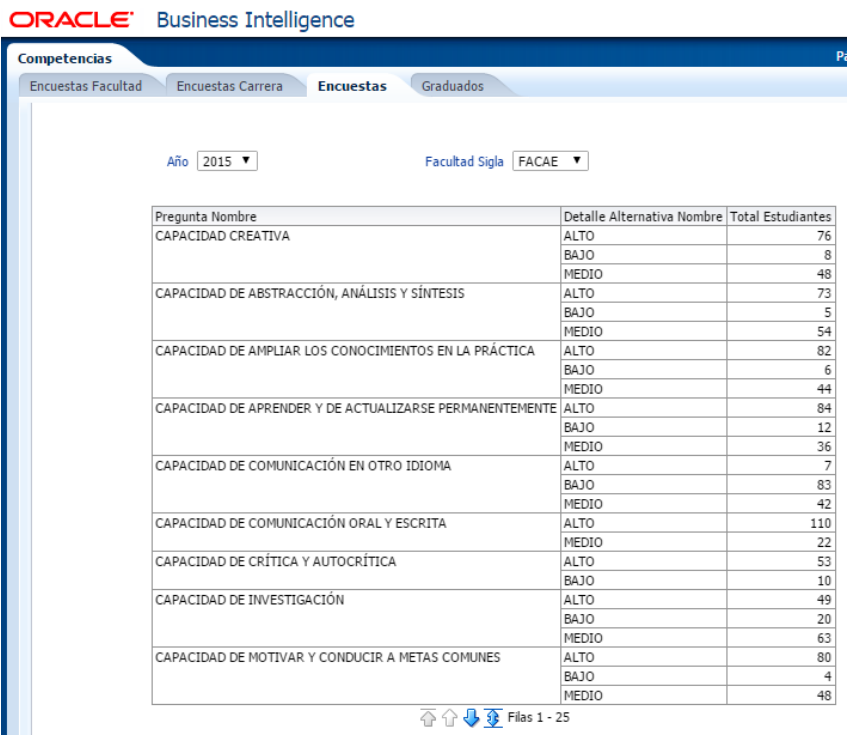 ORACLE Business Intelligence
Competencias
Encuestas Facultad Encuestas Carrera Encuestas Graduados
Año 2015 Facultad Sigla FACAE
Pregunta Nombre Detalle Alternativa Nombre Total Estudiantes
CAPACIDAD CREATIVA ALTO 76
BAJO 8
MEDIO 48
CAPACIDAD DE ABSTRACCIÓN, ANÁLISIS Y SÍNTESIS ALTO 73
BAJO 5
MEDIO 54
CAPACIDAD DE AMPLIAR LOS CONOCIMIENTOS EN LA PRÁCTICA ALTO 82
BAJO 6
MEDIO 44
CAPACIDAD DE APRENDER Y DE ACTUALIZARSE PERMANENTEMENTE ALTO 84
BAJO 12
MEDIO 36
CAPACIDAD DE COMUNICACIÓN EN OTRO IDIOMA ALTO 7
BAJO 83
MEDIO 42
CAPACIDAD DE COMUNICACIÓN ORAL Y ESCRITA ALTO 110
MEDIO 22
CAPACIDAD DE CRÍTICA Y AUTOCRÍTICA ALTO 53
BAJO 10
CAPACIDAD DE INVESTIGACIÓN ALTO 49
BAJO 20
MEDIO 63
CAPACIDAD DE MOTIVAR Y CONDUCIR A METAS COMUNES ALTO 80
BAJO 4
MEDIO 48
Filas 1 - 25